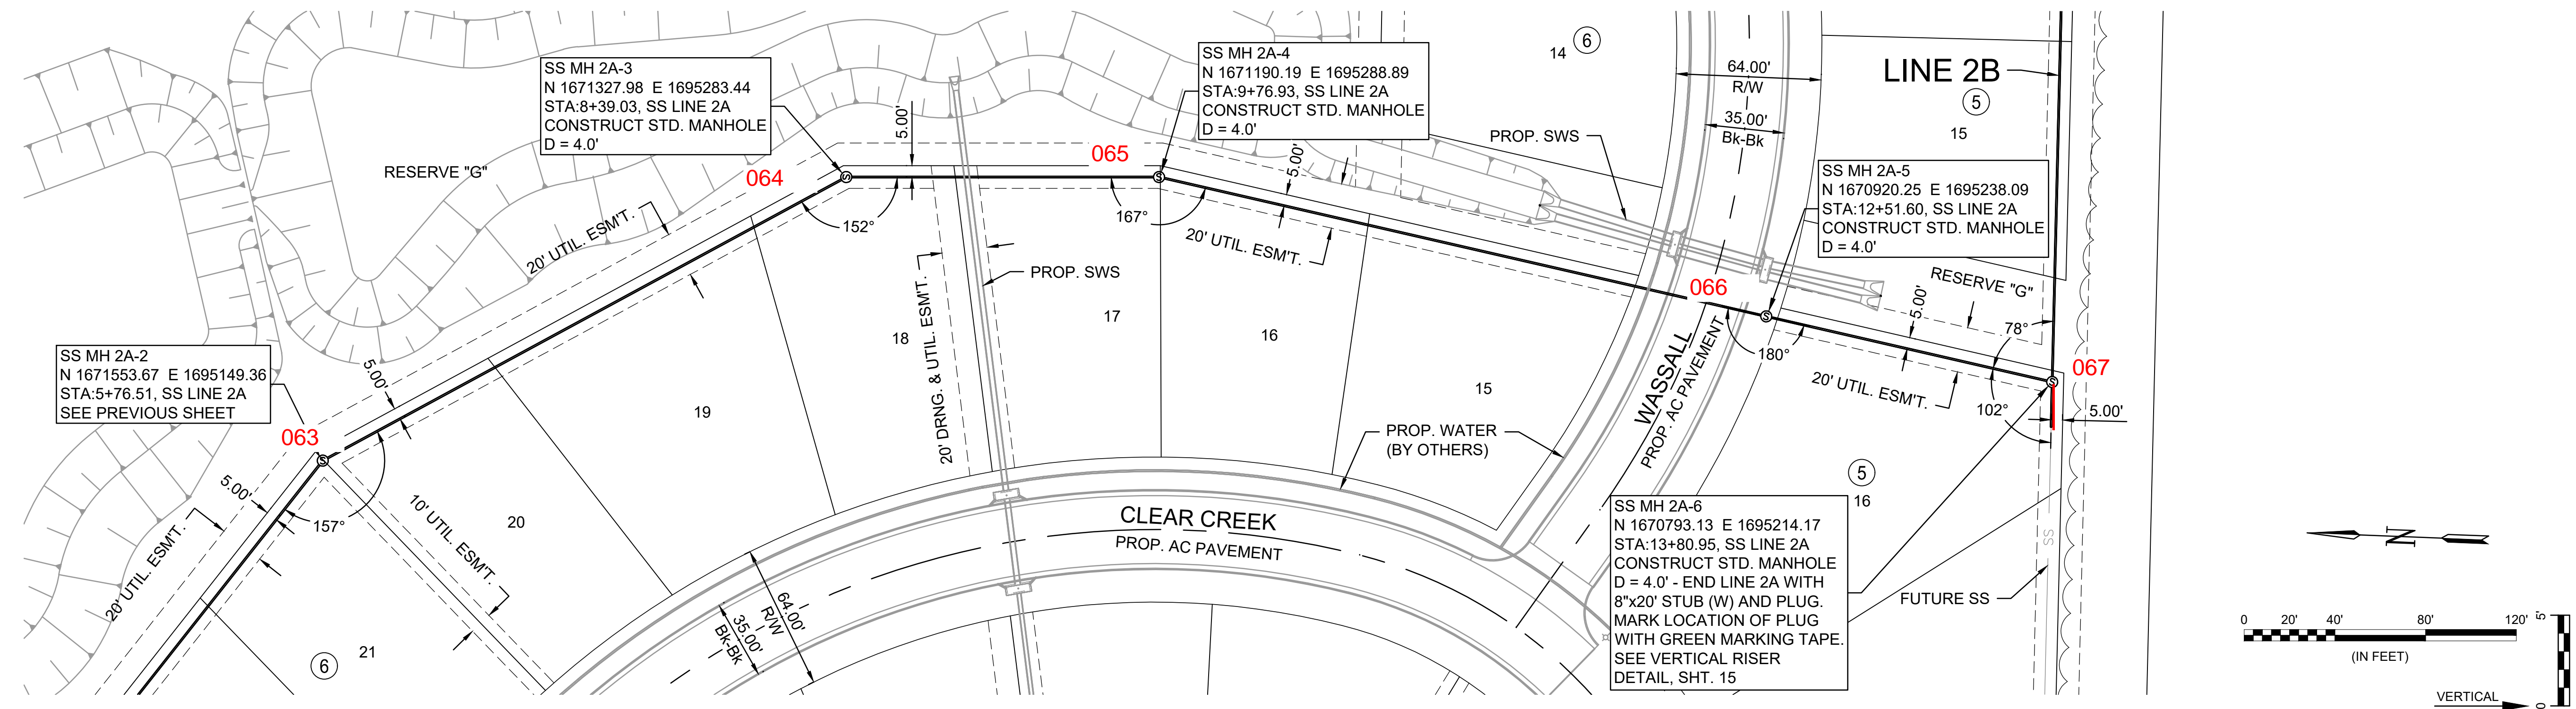 SS MH 2A-3
N 1671327.98  E 1695283.44
STA:8+39.03, SS LINE 2A
CONSTRUCT STD. MANHOLE
D = 4.0'
SS MH 2A-4
N 1671190.19  E 1695288.89
STA:9+76.93, SS LINE 2A
CONSTRUCT STD. MANHOLE
D = 4.0'
14
6
64.00'
R/W
35.00'
Bk-Bk
LINE 2B
5
15
PROP. SWS
SS MH 2A-5
N 1670920.25  E 1695238.09
STA:12+51.60, SS LINE 2A
CONSTRUCT STD. MANHOLE
D = 4.0'
RESERVE "G"
064
5.00'
065
5.00'
152°
167°
20' UTIL. ESM'T.
20' UTIL. ESM'T.
PROP. SWS
20' DRNG. & UTIL. ESM'T.
066
RESERVE "G"
5.00'
78°
067
180°
20' UTIL. ESM'T.
102°
5.00'
SS MH 2A-2
N 1671553.67  E 1695149.36
STA:5+76.51, SS LINE 2A
SEE PREVIOUS SHEET
063
5.00'
5.00'
157°
20' UTIL. ESM'T.
10' UTIL. ESM'T.
18
17
16
15
19
20
21
6
WASSALL
PROP. AC PAVEMENT
PROP. WATER
(BY OTHERS)
CLEAR CREEK
PROP. AC PAVEMENT
64.00'
R/W
35.00'
Bk-Bk
5
16
SS MH 2A-6
N 1670793.13  E 1695214.17
STA:13+80.95, SS LINE 2A
CONSTRUCT STD. MANHOLE
D = 4.0' - END LINE 2A WITH
8"x20' STUB (W) AND PLUG.
MARK LOCATION OF PLUG
WITH GREEN MARKING TAPE.
SEE VERTICAL RISER
DETAIL, SHT. 15
FUTURE SS
SS
N
0 20' 40' 80' 120'
(IN FEET)
5'
0
VERTICAL